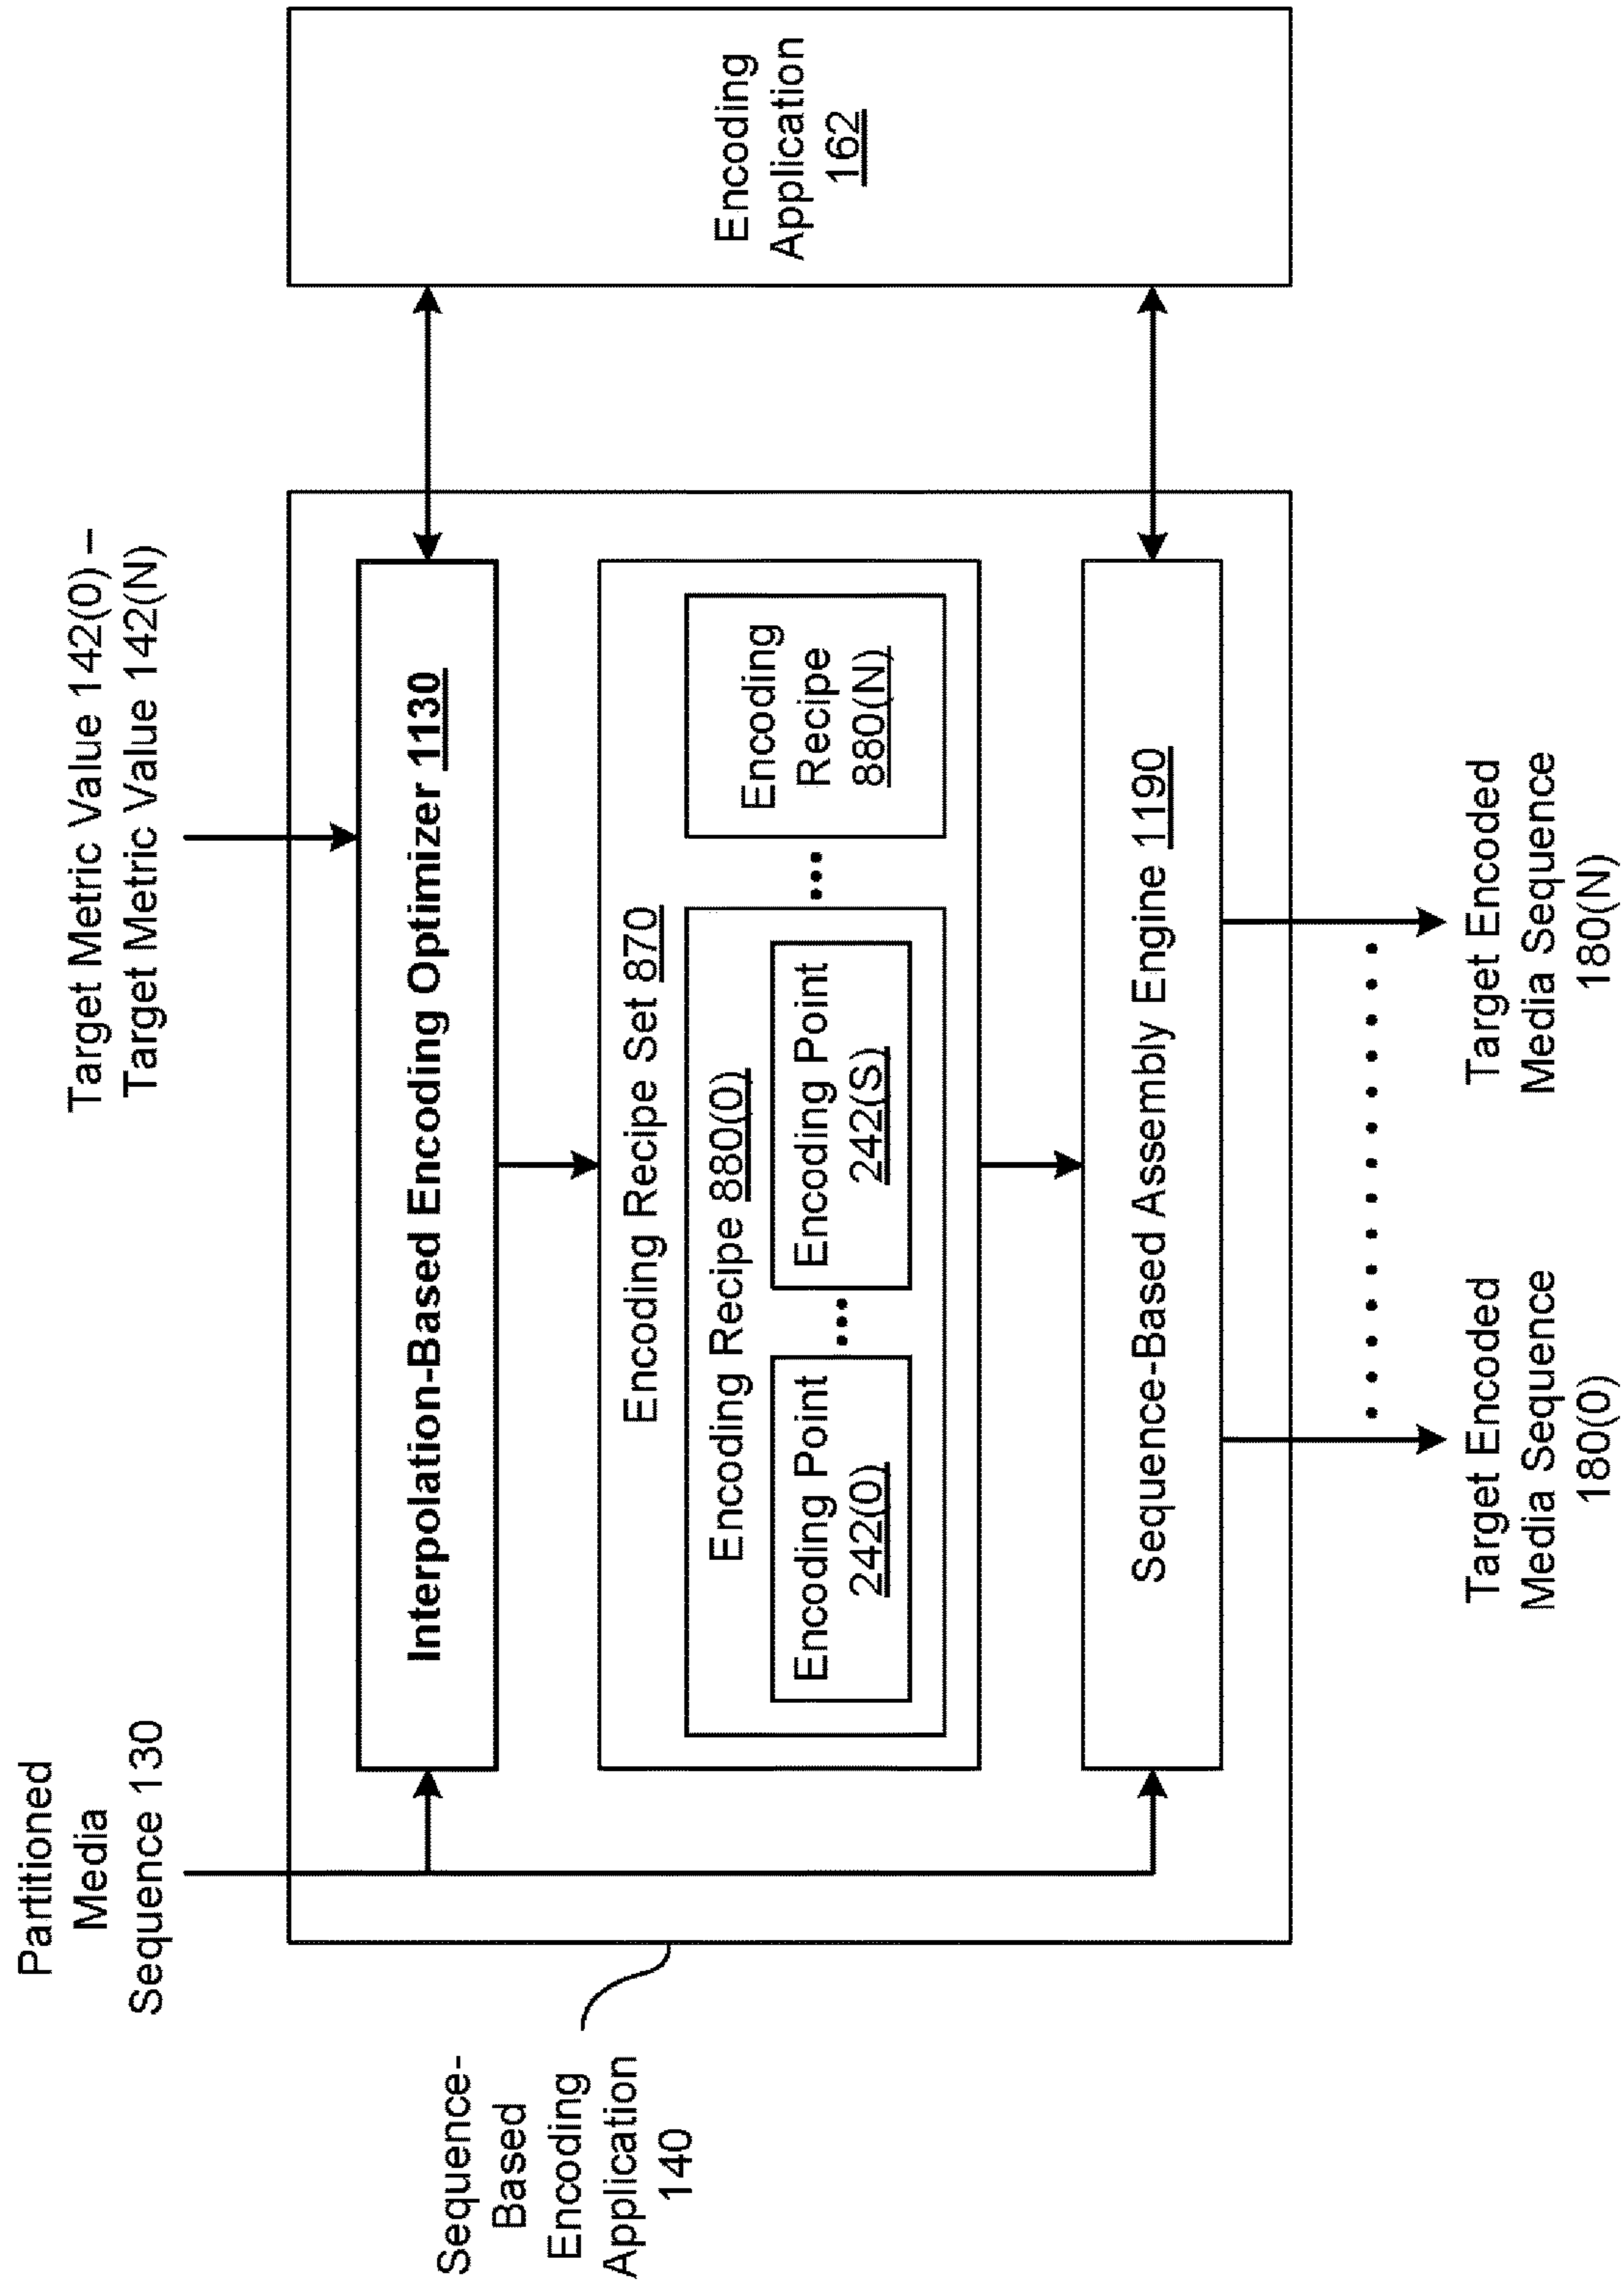 Partitioned
Media
Sequence 130
Target Metric Value 142(0) –
Target Metric Value 142(N)
Sequence-
Based
Encoding
Application
140
Interpolation-Based Encoding Optimizer 1130
Encoding Recipe Set 870
Encoding Recipe 880(0)
Encoding Point
242(0)
...
Encoding Point
242(S)
...
Encoding
Recipe
880(N)
Sequence-Based Assembly Engine 1190
Encoding
Application
162
Target Encoded
Media Sequence
180(0)
Target Encoded
Media Sequence
180(N)